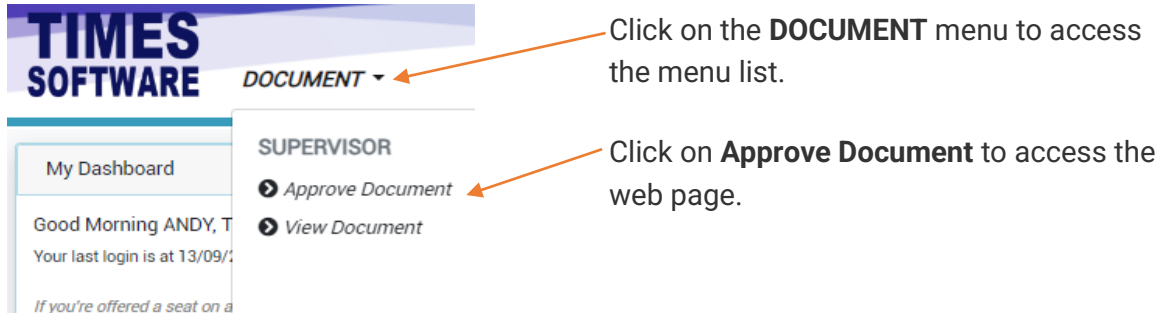 TIMES
SOFTWARE
DOCUMENT
SUPERVISOR
Approve Document
View Document
My Dashboard
Good Morning ANDY, T
Your last login is at 13/09/2
If you're offered a seat on a
Click on the DOCUMENT menu to access
the menu list.
Click on Approve Document to access the
web page.